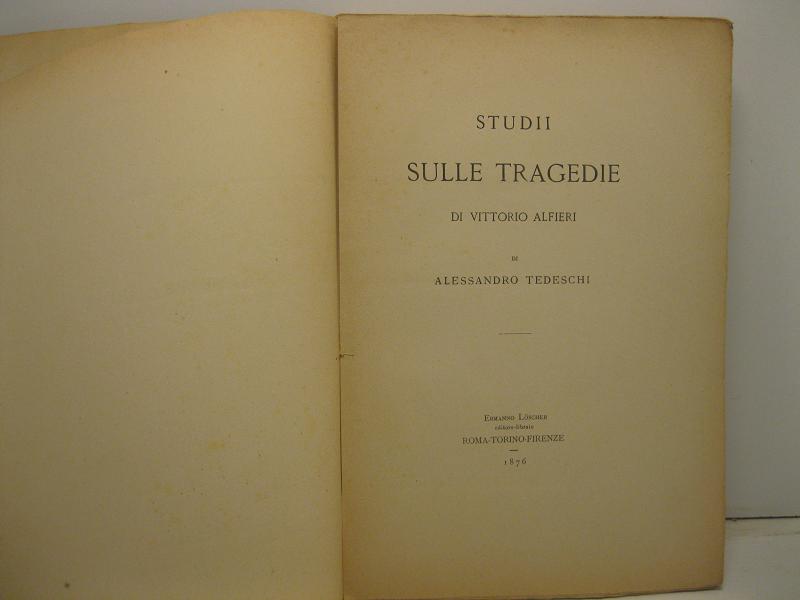 STUDII
SULLE TRAGEDIE
DI VITTORIO ALFIERI
DI
ALESSANDRO TEDESCHI
Ermanno Löscher
editore-libraio
ROMA-TORINO-FIRENZE
1876